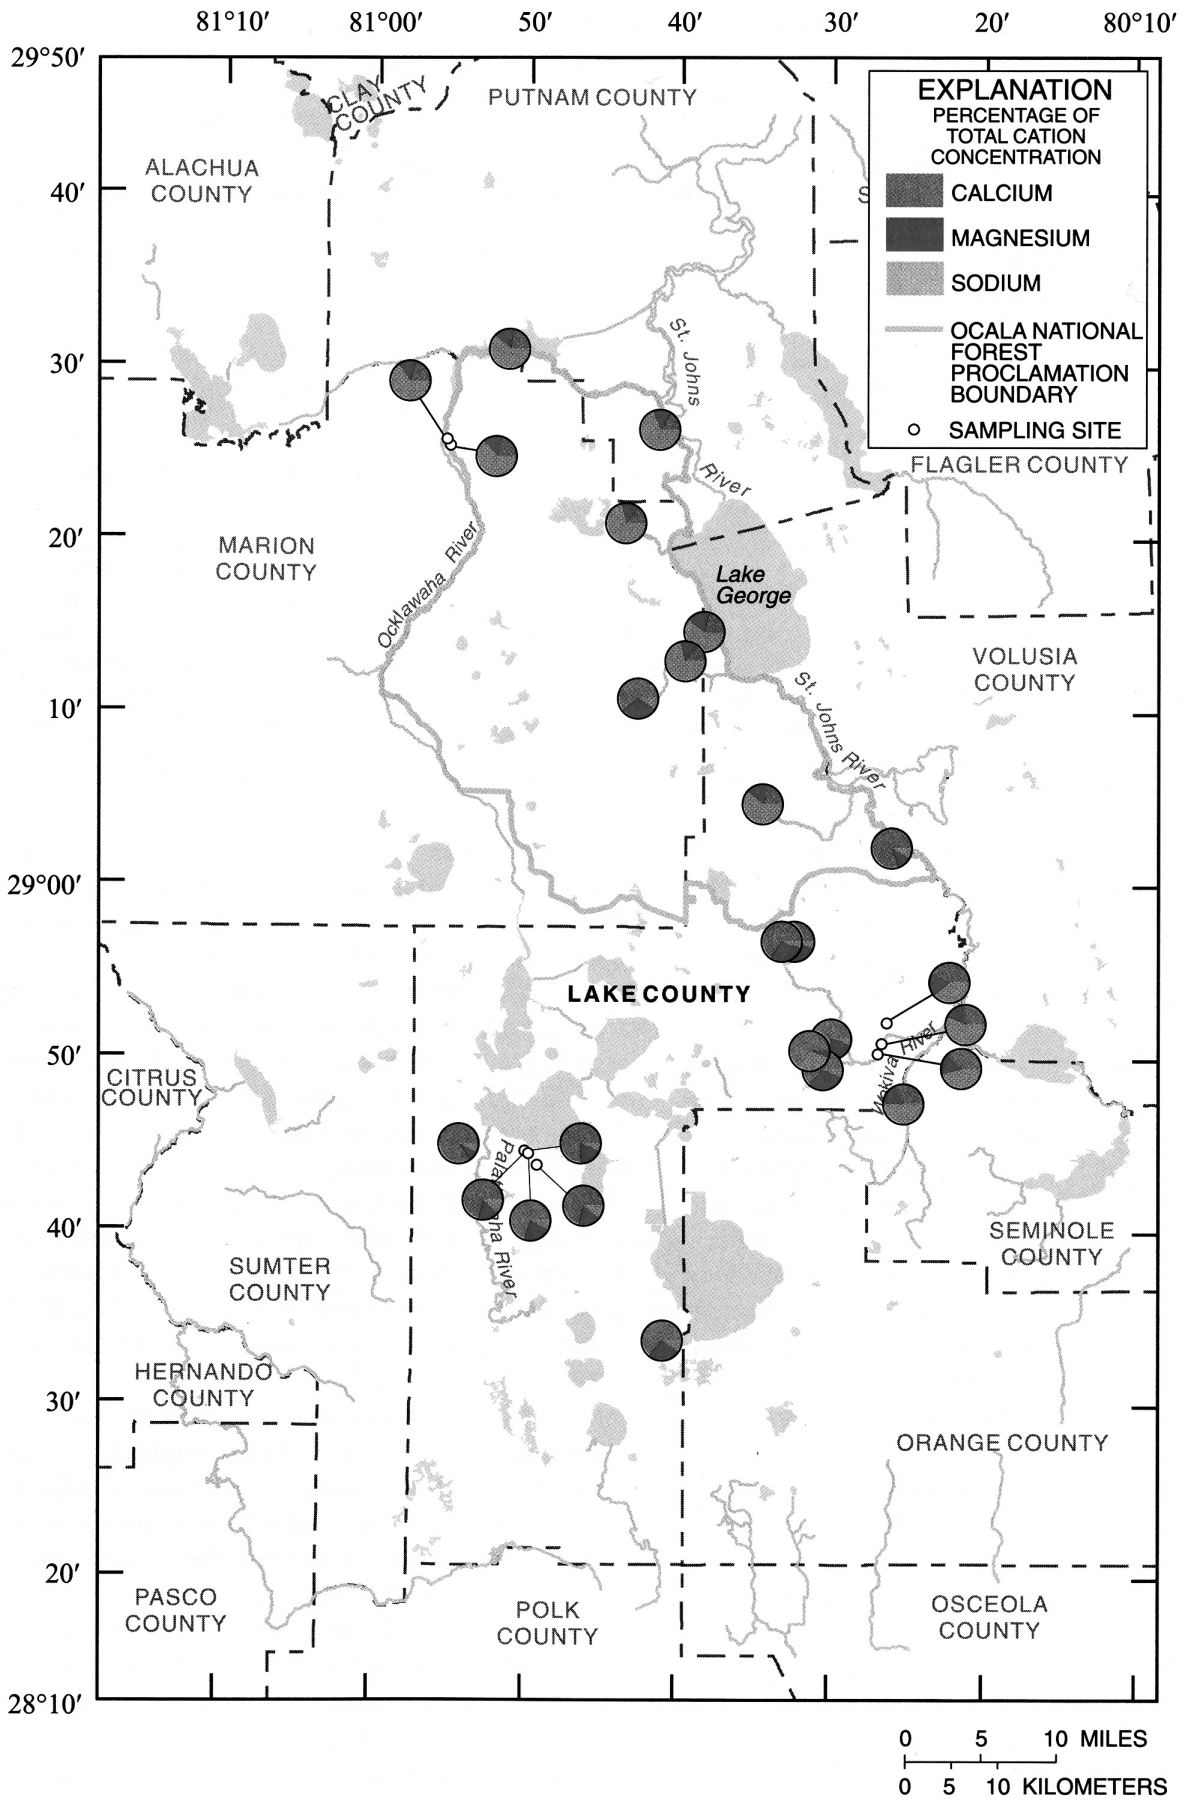 81°10′ 81°00′ 50′ 40′ 30′ 20′ 80°10′
29°50′
CLAY
COUNTY
PUTNAM COUNTY
EXPLANATION
PERCENTAGE OF
TOTAL CATION
CONCENTRATION
CALCIUM
MAGNESIUM
SODIUM
OCALA NATIONAL
FOREST
PROCLAMATION
BOUNDARY
SAMPLING SITE
ALACHUA
COUNTY
40′
S
30′
St. Johns
River
FLAGLER COUNTY
20′
MARION
COUNTY
Ocklawaha River
Lake
George
VOLUSIA
COUNTY
10′
St. Johns River
29°00′
LAKE COUNTY
50′
CITRUS
COUNTY
Wekiva River
40′
SUMTER
COUNTY
SEMINOLE
COUNTY
HERNANDO
COUNTY
30′
ORANGE COUNTY
20′
PASCO
COUNTY
POLK
COUNTY
OSCEOLA
COUNTY
28°10′
0 5 10 MILES
0 5 10 KILOMETERS